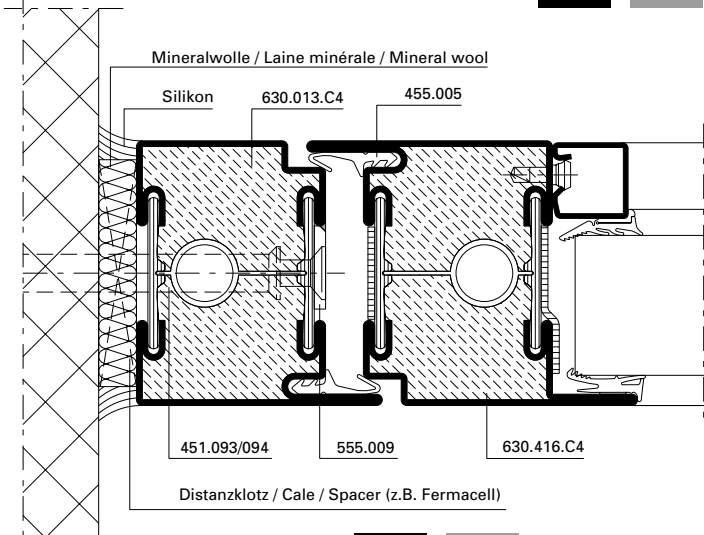 Mineralwolle / Laine minérale / Mineral wool
Silikon
630.013.C4
455.005
451.093/094
555.009
630.416.C4
Distanzklotz / Cale / Spacer (z.B. Fermacell)